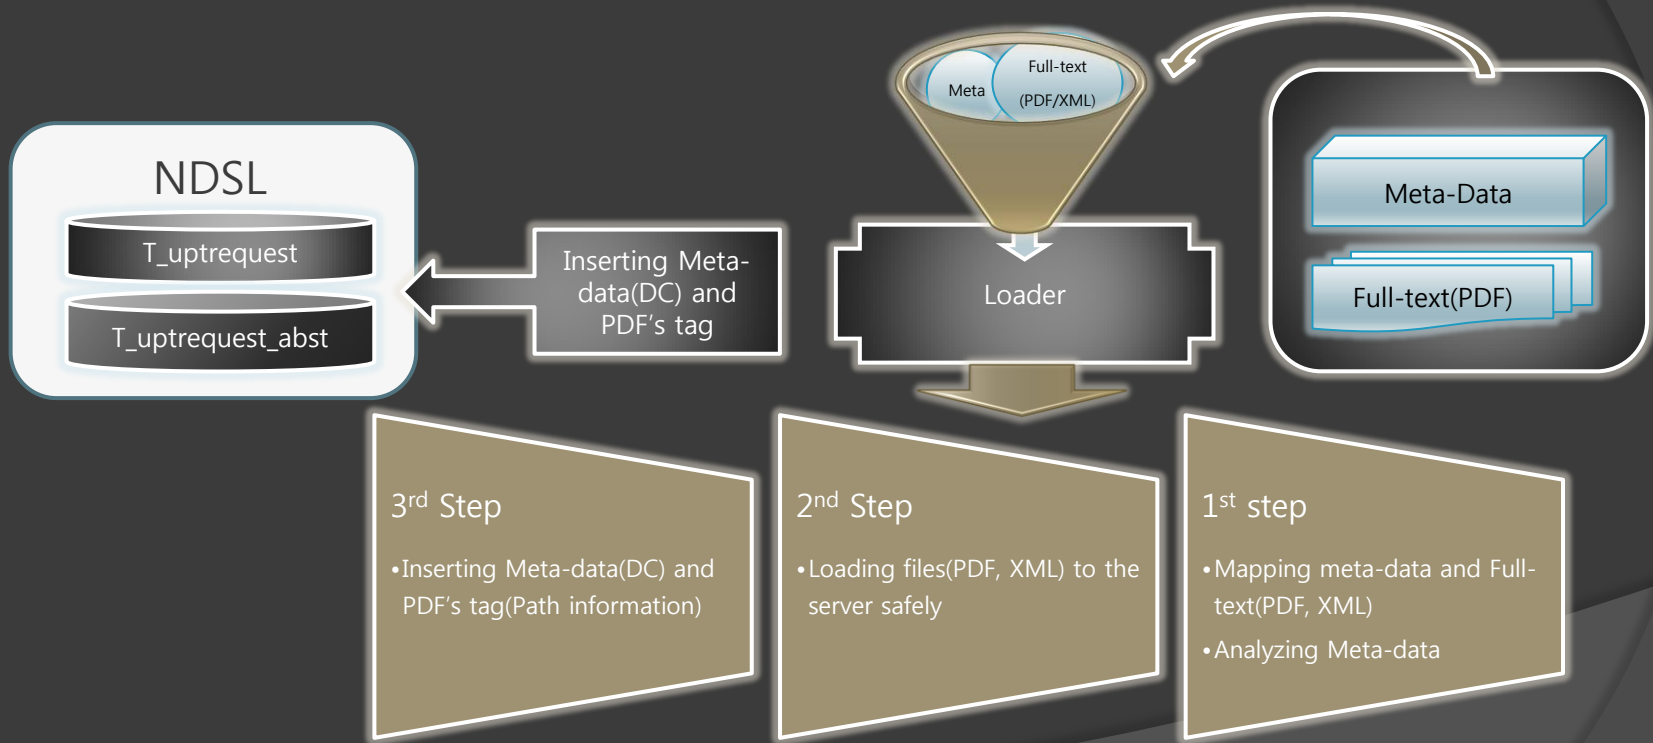 NDSL
T_uptrequest
T_uptrequest_abst
Inserting Meta-
data(DC) and
PDF’s tag
Meta
Full-text
(PDF/XML)
Loader
Meta-Data
Full-text(PDF)
3rd Step
•Inserting Meta-data(DC) and
PDF’s tag(Path information)
2nd Step
•Loading files(PDF, XML) to the
server safely
1st step
•Mapping meta-data and Full-
text(PDF, XML)
•Analyzing Meta-data